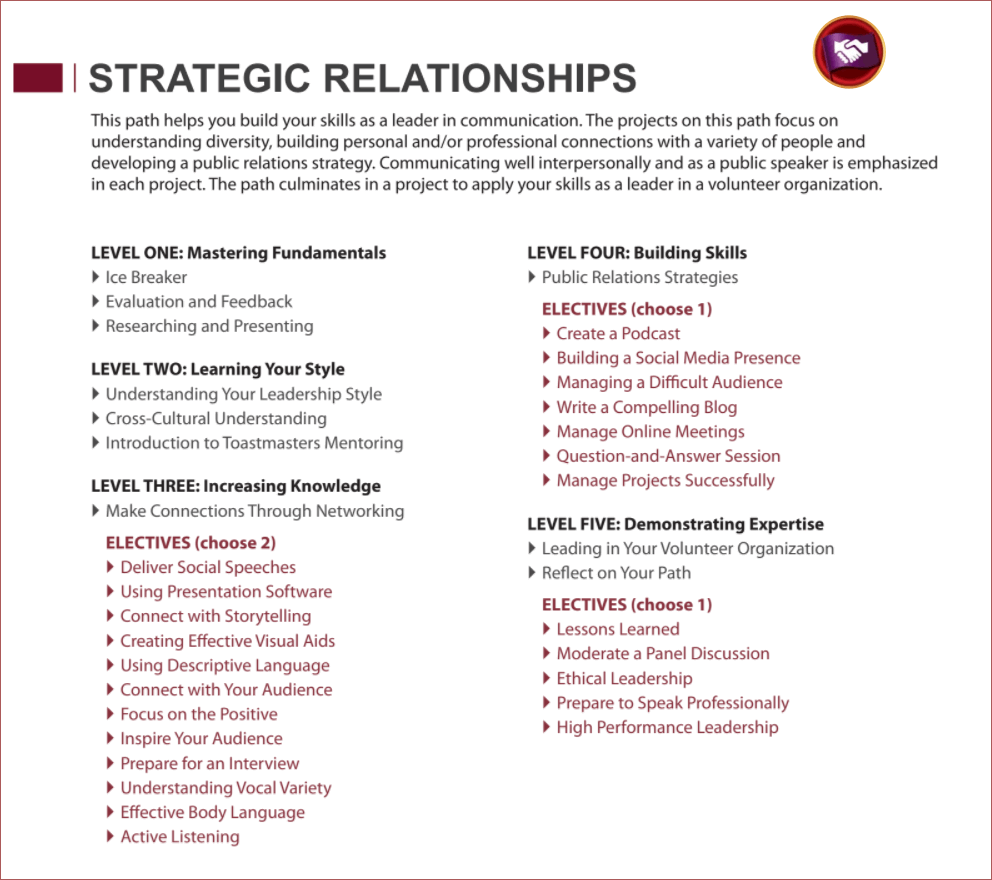 STRATEGIC RELATIONSHIPS
This path helps you build your skills as a leader in communication. The projects on this path focus on
understanding diversity, building personal and/or professional connections with a variety of people and
developing a public relations strategy. Communicating well interpersonally and as a public speaker is emphasized
in each project. The path culminates in a project to apply your skills as a leader in a volunteer organization.
LEVEL ONE: Mastering Fundamentals
Ice Breaker
Evaluation and Feedback
Researching and Presenting
LEVEL TWO: Learning Your Style
Understanding Your Leadership Style
Cross-Cultural Understanding
Introduction to Toastmasters Mentoring
LEVEL THREE: Increasing Knowledge
Make Connections Through Networking
ELECTIVES (choose 2)
Deliver Social Speeches
Using Presentation Software
Connect with Storytelling
Creating Effective Visual Aids
Using Descriptive Language
Connect with Your Audience
Focus on the Positive
Inspire Your Audience
Prepare for an Interview
Understanding Vocal Variety
Effective Body Language
Active Listening
LEVEL FOUR: Building Skills
Public Relations Strategies
ELECTIVES (choose 1)
Create a Podcast
Building a Social Media Presence
Managing a Difficult Audience
Write a Compelling Blog
Manage Online Meetings
Question-and-Answer Session
Manage Projects Successfully
LEVEL FIVE: Demonstrating Expertise
Leading in Your Volunteer Organization
Reflect on Your Path
ELECTIVES (choose 1)
Lessons Learned
Moderate a Panel Discussion
Ethical Leadership
Prepare to Speak Professionally
High Performance Leadership